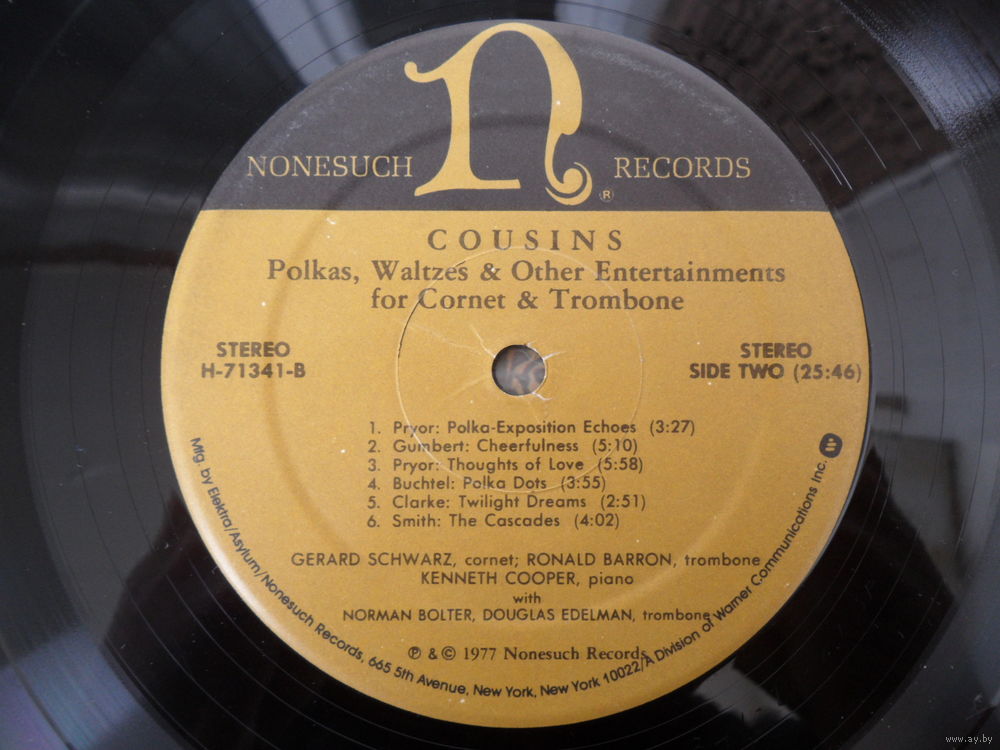 n
NONESUCH RECORDS
®
COUSINS
Polkas, Waltzes & Other Entertainments
for Cornet & Trombone
STEREO
H-71341-B
STEREO
SIDE TWO (25:46)
1. Pryor: Polka-Exposition Echoes (3:27)
2. Gumbert: Cheerfulness (5:10)
3. Pryor: Thoughts of Love (5:58)
4. Buchtel: Polka Dots (3:55)
5. Clarke: Twilight Dreams (2:51)
6. Smith: The Cascades (4:02)
GERARD SCHWARZ, cornet; RONALD BARRON, trombone
KENNETH COOPER, piano
with
NORMAN BOLTER, DOUGLAS EDELMAN, trombone
℗ & © 1977 Nonesuch Records
Mfg. by Elektra/Asylum/Nonesuch Records, 665 5th Avenue, New York, New York 10022/A Division of Warner Communications Inc.
www.ay.by